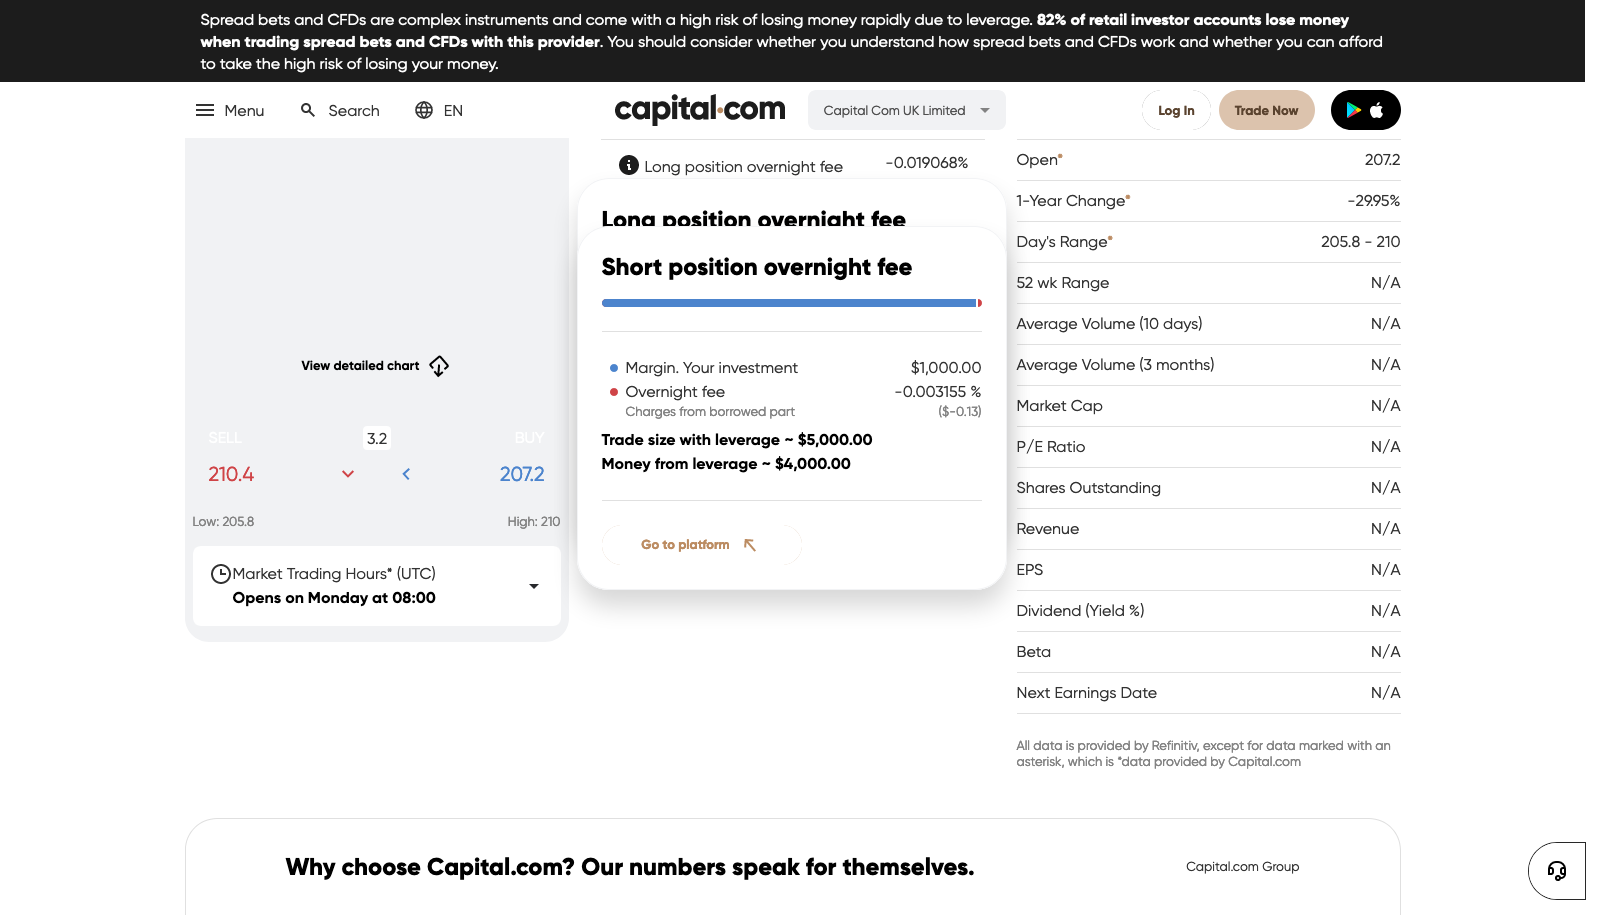 Spread bets and CFDs are complex instruments and come with a high risk of losing money rapidly due to leverage. 82% of retail investor accounts lose money
when trading spread bets and CFDs with this provider. You should consider whether you understand how spread bets and CFDs work and whether you can afford
to take the high risk of losing your money.
Menu
Search
EN
capital.com
Capital Com UK Limited
Log In
Trade Now
View detailed chart
SELL
3.2
BUY
210.4
207.2
Low: 205.8
High: 210
Market Trading Hours* (UTC)
Opens on Monday at 08:00
Long position overnight fee -0.019068%
Long position overnight fee
Short position overnight fee
Margin. Your investment $1,000.00
Overnight fee -0.003155 %
Charges from borrowed part ($-0.13)
Trade size with leverage ~ $5,000.00
Money from leverage ~ $4,000.00
Go to platform
Open* 207.2
1-Year Change* -29.95%
Day's Range* 205.8 - 210
52 wk Range N/A
Average Volume (10 days) N/A
Average Volume (3 months) N/A
Market Cap N/A
P/E Ratio N/A
Shares Outstanding N/A
Revenue N/A
EPS N/A
Dividend (Yield %) N/A
Beta N/A
Next Earnings Date N/A
All data is provided by Refinitiv, except for data marked with an
asterisk, which is *data provided by Capital.com
Why choose Capital.com? Our numbers speak for themselves.
Capital.com Group